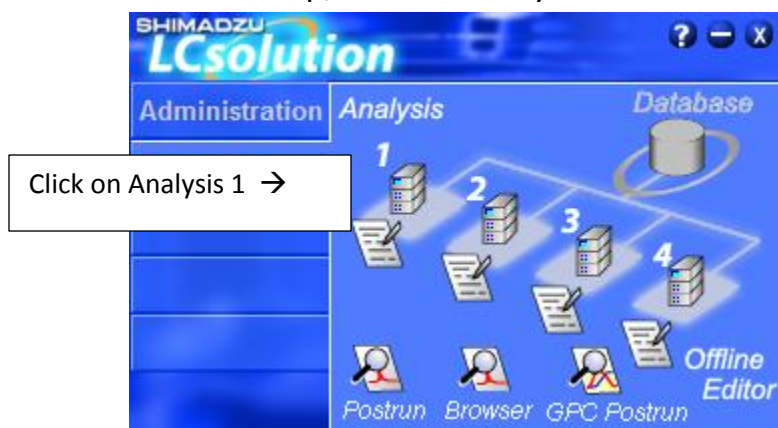 SHIMADZU
LCsolution
? – x
Administration
Analysis
Database
Click on Analysis 1 →
1
2
3
4
Offline
Editor
Postrun
Browser
GPC Postrun